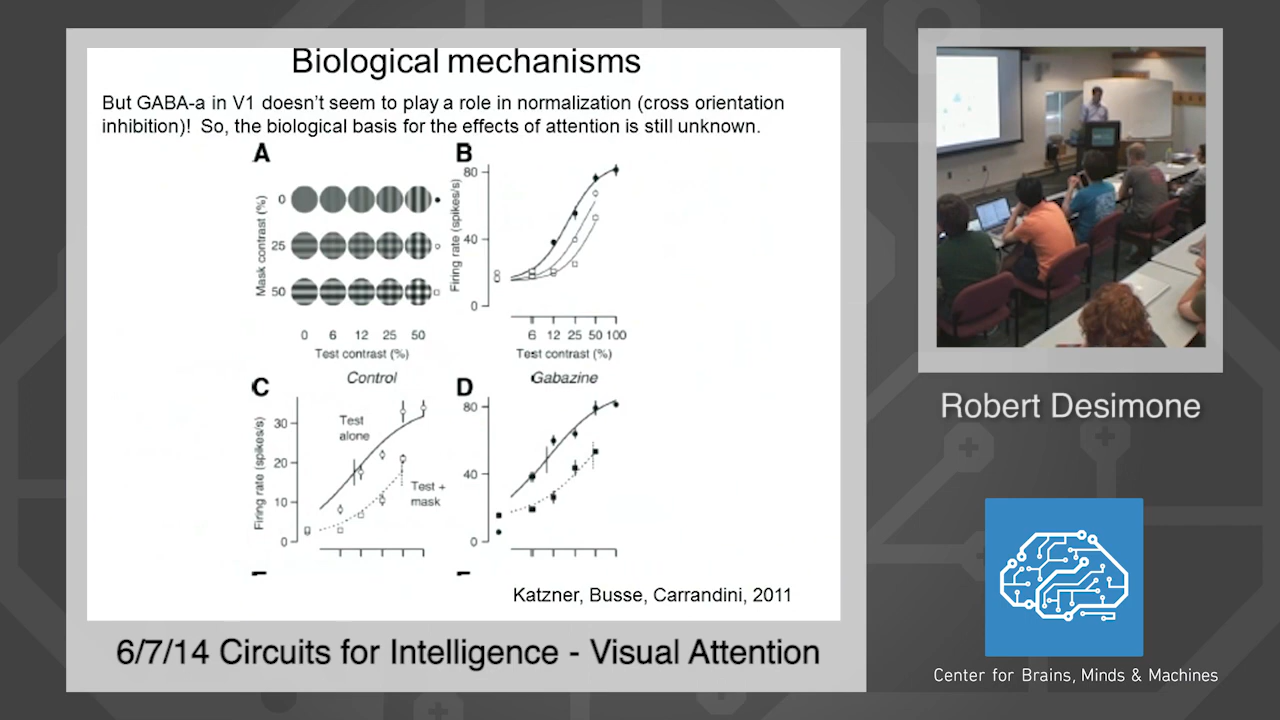 Biological mechanisms
But GABA-a in V1 doesn't seem to play a role in normalization (cross orientation
inhibition)! So, the biological basis for the effects of attention is still unknown.
A
Mask contrast (%)
0
25
50
0 6 12 25 50
Test contrast (%)
B
Firing rate (spikes/s)
80
40
0
6 12 25 50 100
Test contrast (%)
C
Control
Firing rate (spikes/s)
30
20
10
0
Test
alone
Test +
mask
D
Gabazine
80
40
0
Katzner, Busse, Carrandini, 2011
6/7/14 Circuits for Intelligence - Visual Attention
Robert Desimone
Center for Brains, Minds & Machines